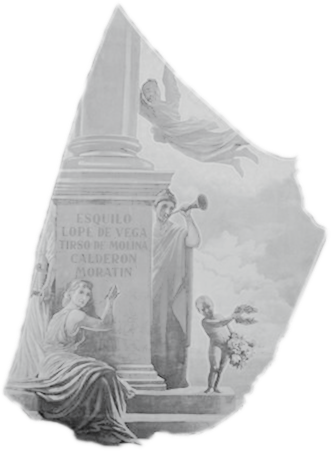 ESQUILO
LOPE DE VEGA
TIRSO DE MOLINA
CALDERON
MORATIN